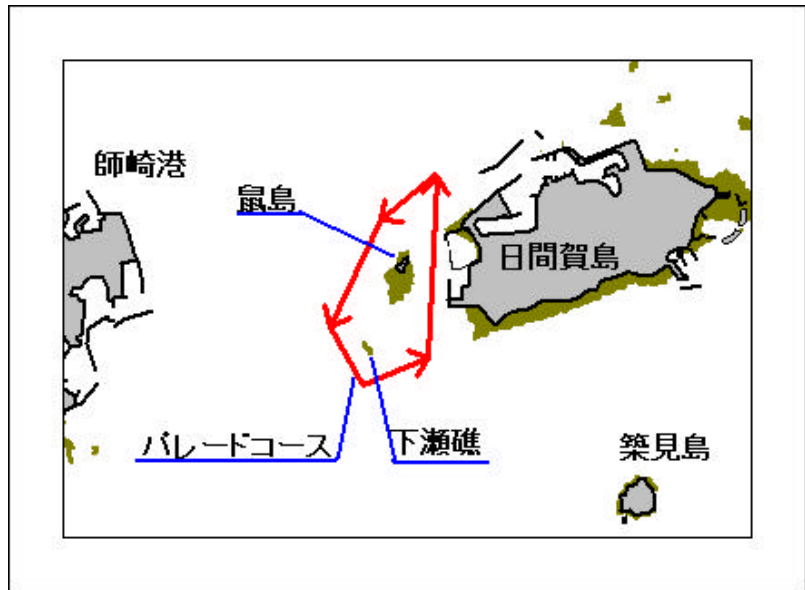 師崎港
鼠島
日間賀島
パレードコース
下瀬礁
築見島